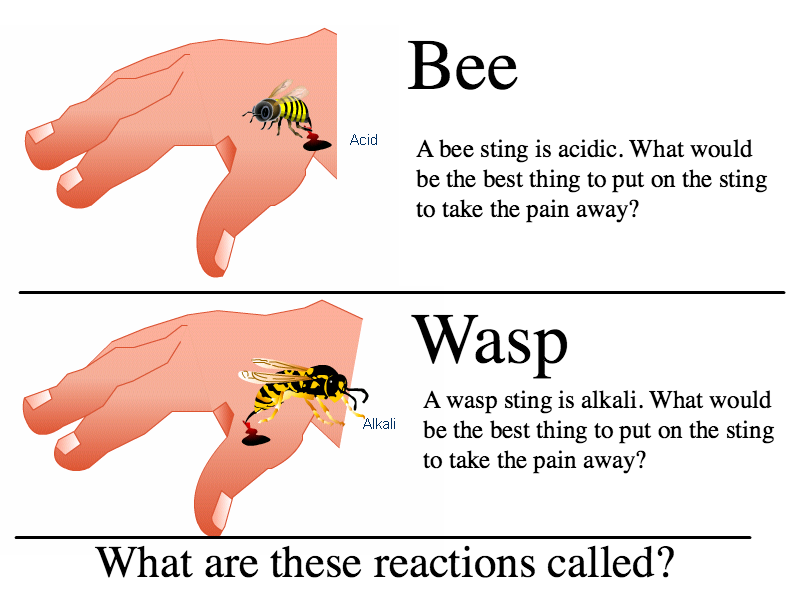 Bee
Acid
A bee sting is acidic. What would
be the best thing to put on the sting
to take the pain away?
Wasp
A wasp sting is alkali. What would
be the best thing to put on the sting
to take the pain away?
Alkali
What are these reactions called?